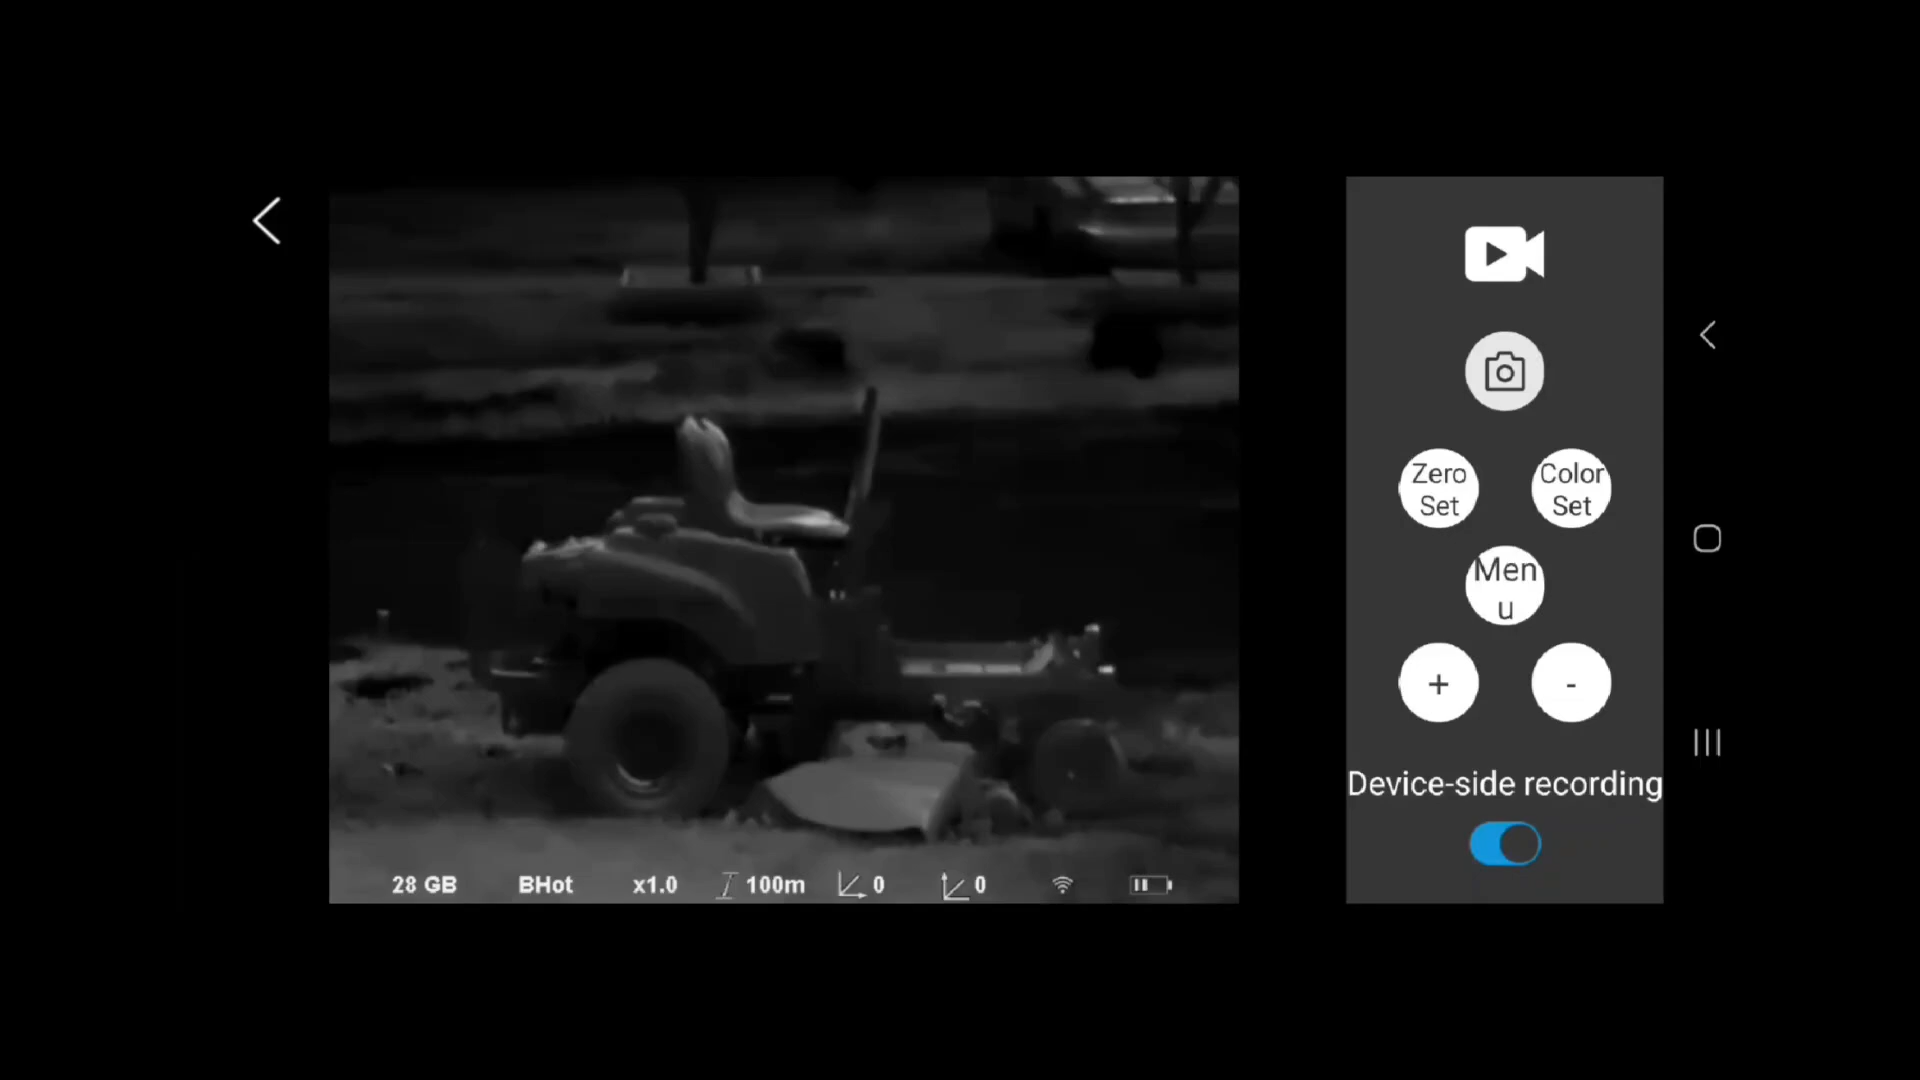 Zero
Set
Color
Set
Men
u
+
-
Device-side recording
28 GB BHot x1.0 100m 0 0